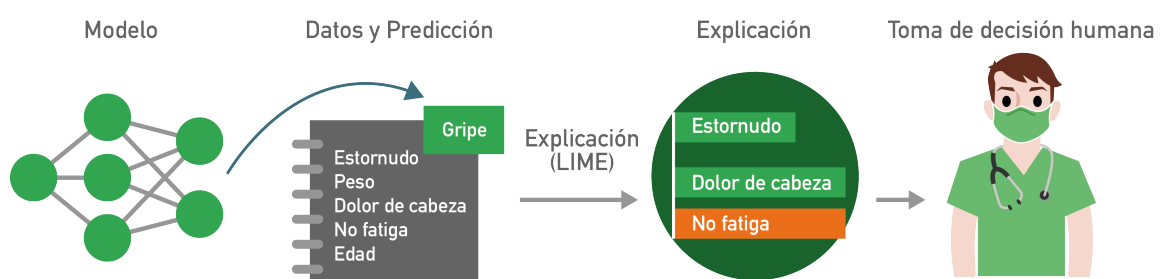 Modelo
Datos y Predicción
Explicación
Toma de decisión humana
Gripe
Estornudo
Peso
Dolor de cabeza
No fatiga
Edad
Explicación
(LIME)
Estornudo
Dolor de cabeza
No fatiga